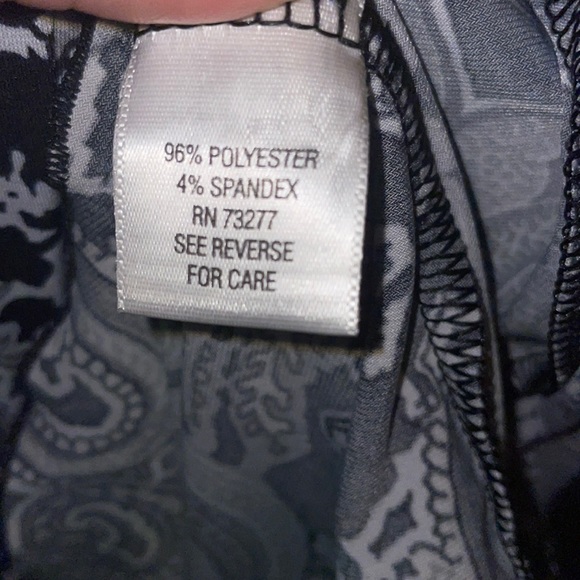 96% POLYESTER
4% SPANDEX
RN 73277
SEE REVERSE
FOR CARE